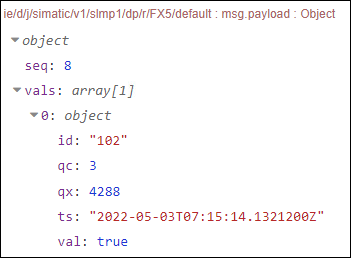 ie/d/j/simatic/v1/slmp1/dp/r/FX5/default : msg.payload : Object
object
seq: 8
vals: array[1]
0: object
id: "102"
qc: 3
qx: 4288
ts: "2022-05-03T07:15:14.1321200Z"
val: true